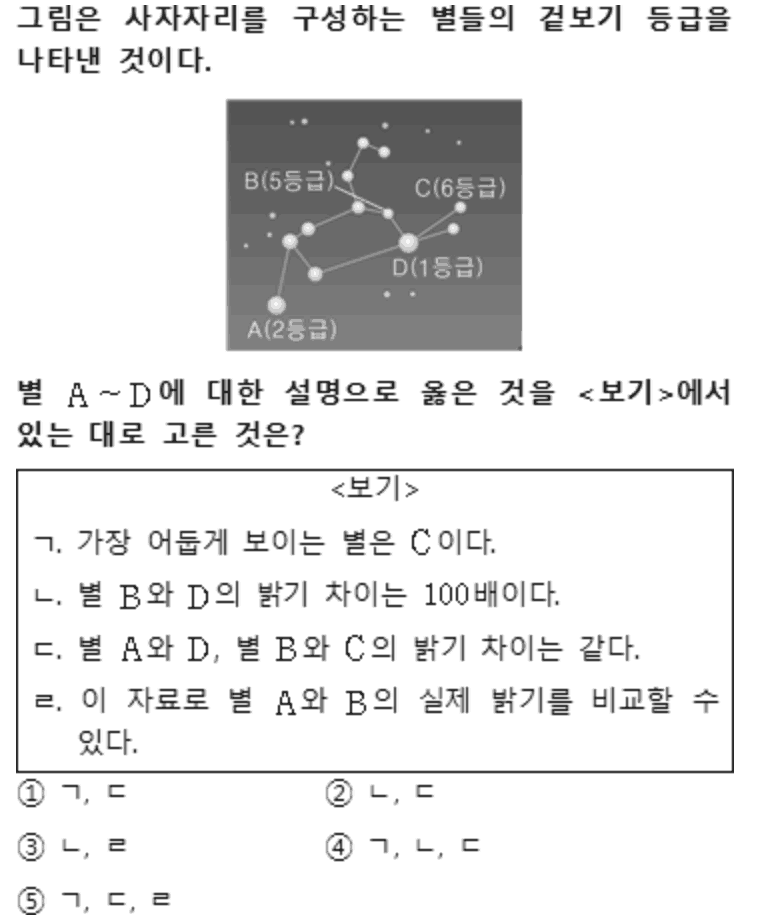 그림은 사자자리를 구성하는 별들의 겉보기 등급을
나타낸 것이다.
B(5등급)
C(6등급)
D(1등급)
A(2등급)
별 A~D에 대한 설명으로 옳은 것을 <보기>에서
있는 대로 고른 것은?
<보기>
ㄱ. 가장 어둡게 보이는 별은 C이다.
ㄴ. 별 B와 D의 밝기 차이는 100배이다.
ㄷ. 별 A와 D, 별 B와 C의 밝기 차이는 같다.
ㄹ. 이 자료로 별 A와 B의 실제 밝기를 비교할 수
있다.
① ㄱ, ㄷ ② ㄴ, ㄷ
③ ㄴ, ㄹ ④ ㄱ, ㄴ, ㄷ
⑤ ㄱ, ㄷ, ㄹ